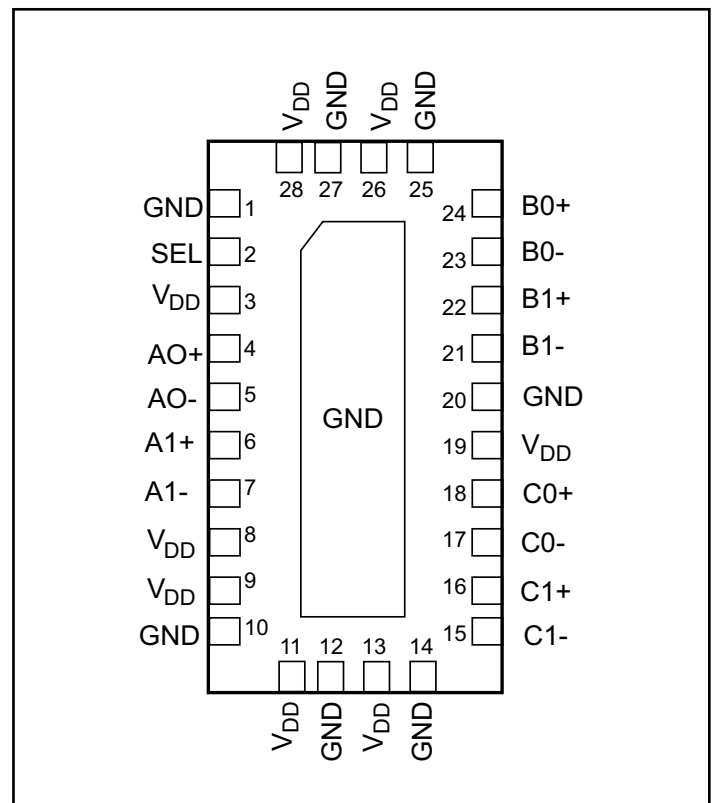 VDD GND VDD GND
28 27 26 25
GND 1
SEL 2
VDD 3
AO+ 4
AO- 5
A1+ 6
A1- 7
VDD 8
VDD 9
GND 10
GND
24 B0+
23 B0-
22 B1+
21 B1-
20 GND
19 VDD
18 C0+
17 C0-
16 C1+
15 C1-
11 12 13 14
VDD GND VDD GND